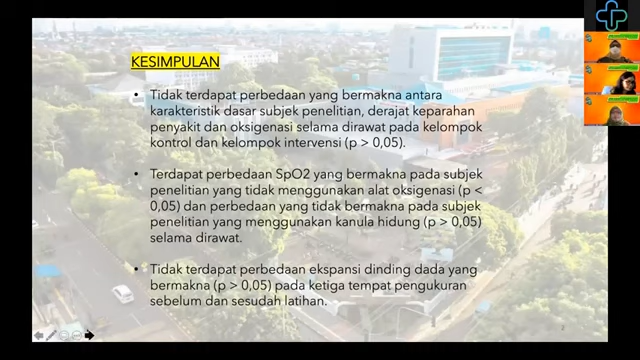 KESIMPULAN
• Tidak terdapat perbedaan yang bermakna antara
karakteristik dasar subjek penelitian, derajat keparahan
penyakit dan oksigenasi selama dirawat pada kelompok
kontrol dan kelompok intervensi (p > 0,05).
• Terdapat perbedaan SpO2 yang bermakna pada subjek
penelitian yang tidak menggunakan alat oksigenasi (p <
0,05) dan perbedaan yang tidak bermakna pada subjek
penelitian yang menggunakan kanula hidung (p > 0,05)
selama dirawat.
• Tidak terdapat perbedaan ekspansi dinding dada yang
bermakna (p > 0,05) pada ketiga tempat pengukuran
sebelum dan sesudah latihan.
2